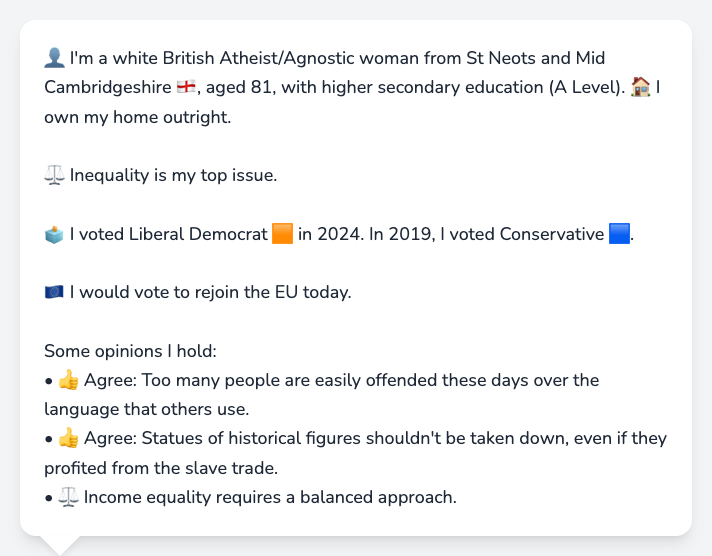 👤 I'm a white British Atheist/Agnostic woman from St Neots and Mid
Cambridgeshire 🏴󠁧󠁢󠁥󠁮󠁧󠁿, aged 81, with higher secondary education (A Level). 🏠 I
own my home outright.
⚖️ Inequality is my top issue.
🗳️ I voted Liberal Democrat 🟧 in 2024. In 2019, I voted Conservative 🟦.
🇪🇺 I would vote to rejoin the EU today.
Some opinions I hold:
• 👍 Agree: Too many people are easily offended these days over the
language that others use.
• 👍 Agree: Statues of historical figures shouldn't be taken down, even if they
profited from the slave trade.
• ⚖️ Income equality requires a balanced approach.